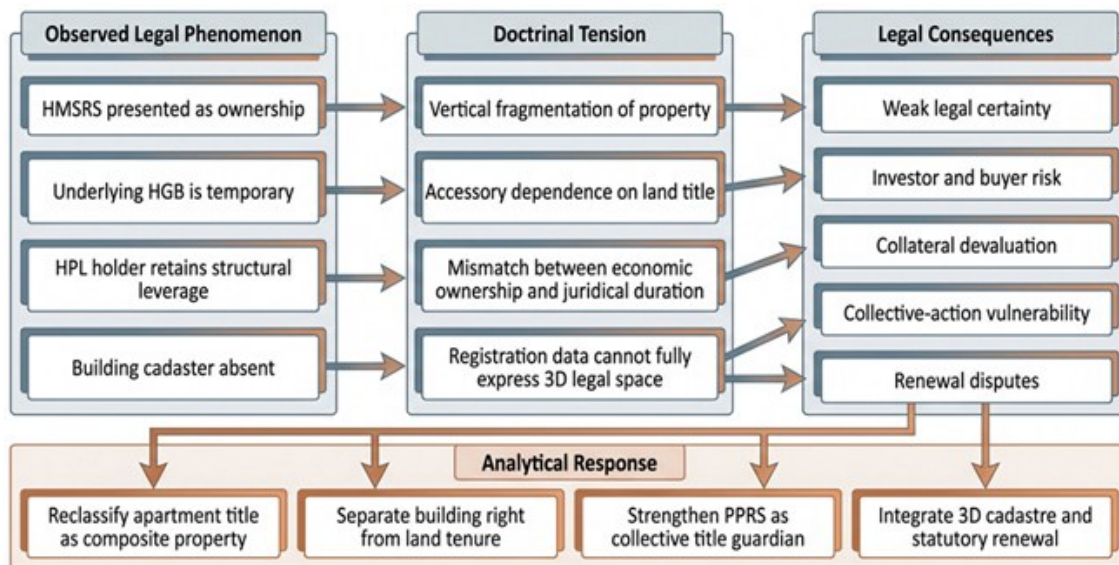 Observed Legal Phenomenon
HMSRS presented as ownership
Underlying HGB is temporary
HPL holder retains structural
leverage
Building cadaster absent
Doctrinal Tension
Vertical fragmentation of property
Accessory dependence on land title
Mismatch between economic
ownership and juridical duration
Registration data cannot fully
express 3D legal space
Legal Consequences
Weak legal certainty
Investor and buyer risk
Collateral devaluation
Collective-action vulnerability
Renewal disputes
Analytical Response
Reclassify apartment title
as composite property
Separate building right
from land tenure
Strengthen PPRS as
collective title guardian
Integrate 3D cadastre and
statutory renewal